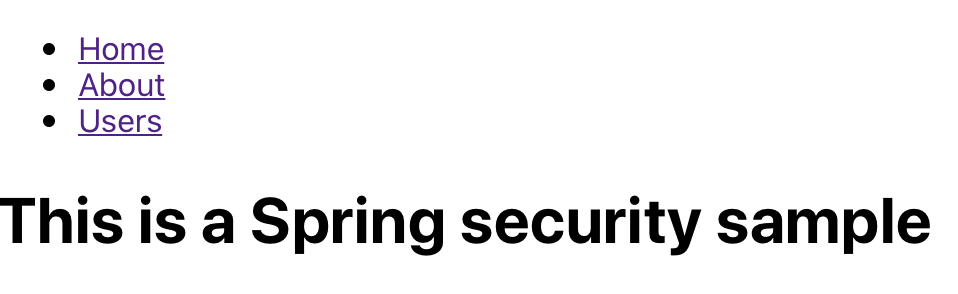 Home
About
Users
This is a Spring security sample